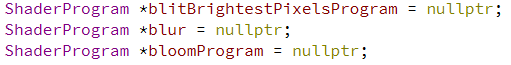 ShaderProgram *blitBrightestPixelsProgram = nullptr;
ShaderProgram *blur = nullptr;
ShaderProgram *bloomProgram = nullptr;